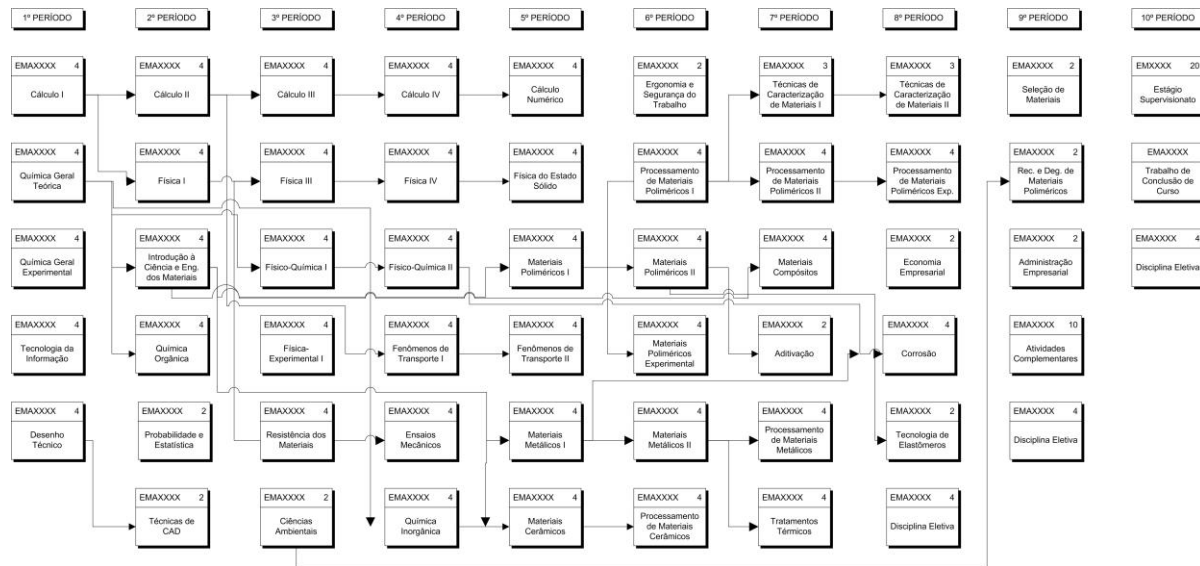 1º PERÍODO 2º PERÍODO 3º PERÍODO 4º PERÍODO 5º PERÍODO 6º PERÍODO 7º PERÍODO 8º PERÍODO 9º PERÍODO 10º PERÍODO
EMAXXXX 4
Cálculo I
EMAXXXX 4
Cálculo II
EMAXXXX 4
Cálculo III
EMAXXXX 4
Cálculo IV
EMAXXXX 4
Cálculo
Numérico
EMAXXXX 2
Ergonomia e
Segurança do
Trabalho
EMAXXXX 3
Técnicas de
Caracterização
de Materiais I
EMAXXXX 3
Técnicas de
Caracterização
de Materiais II
EMAXXXX 2
Seleção de
Materiais
EMXXXX 20
Estágio
Supervisionato
EMAXXXX 4
Química Geral
Teórica
EMAXXXX 4
Física I
EMAXXXX 4
Física III
EMAXXXX 4
Física IV
EMAXXXX 4
Física do Estado
Sólido
EMAXXXX 4
Processamento
de Materiais
Poliméricos I
EMAXXXX 4
Processamento
de Materiais
Poliméricos II
EMAXXXX 4
Processamento
de Materiais
Poliméricos Exp.
EMAXXXX 2
Rec. e Deg. de
Materiais
Poliméricos
EMAXXXX
Trabalho de
Conclusão de
Curso
EMAXXXX 4
Química Geral
Experimental
EMAXXXX 4
Introdução à
Ciência e Eng.
dos Materiais
EMAXXXX 4
Físico-Química I
EMAXXXX 4
Físico-Química II
EMAXXXX 4
Materiais
Poliméricos I
EMAXXXX 4
Materiais
Poliméricos II
EMAXXXX 4
Materiais
Compósitos
EMAXXXX 2
Economia
Empresarial
EMAXXXX 2
Administração
Empresarial
EMAXXXX 4
Disciplina Eletiva
EMAXXXX 4
Tecnologia da
Informação
EMAXXXX 4
Química
Orgânica
EMAXXXX 4
Física-
Experimental I
EMAXXXX 4
Fenômenos de
Transporte I
EMAXXXX 4
Fenômenos de
Transporte II
EMAXXXX 4
Materiais
Poliméricos
Experimental
EMAXXXX 2
Aditivação
EMAXXXX 4
Corrosão
EMAXXXX 10
Atividades
Complementares
EMAXXXX 4
Desenho
Técnico
EMAXXXX 2
Probabilidade e
Estatística
EMAXXXX 4
Resistência dos
Materiais
EMAXXXX 4
Ensaios
Mecânicos
EMAXXXX 4
Materiais
Metálicos I
EMAXXXX 4
Materiais
Metálicos II
EMAXXXX 4
Processamento
de Materiais
Metálicos
EMAXXXX 2
Tecnologia de
Elastômeros
EMAXXXX 4
Disciplina Eletiva
EMAXXXX 2
Técnicas de
CAD
EMAXXXX 2
Ciências
Ambientais
EMAXXXX 4
Química
Inorgânica
EMAXXXX 4
Materiais
Cerâmicos
EMAXXXX 4
Processamento
de Materiais
Cerâmicos
EMAXXXX 4
Tratamentos
Térmicos
EMAXXXX 4
Disciplina Eletiva